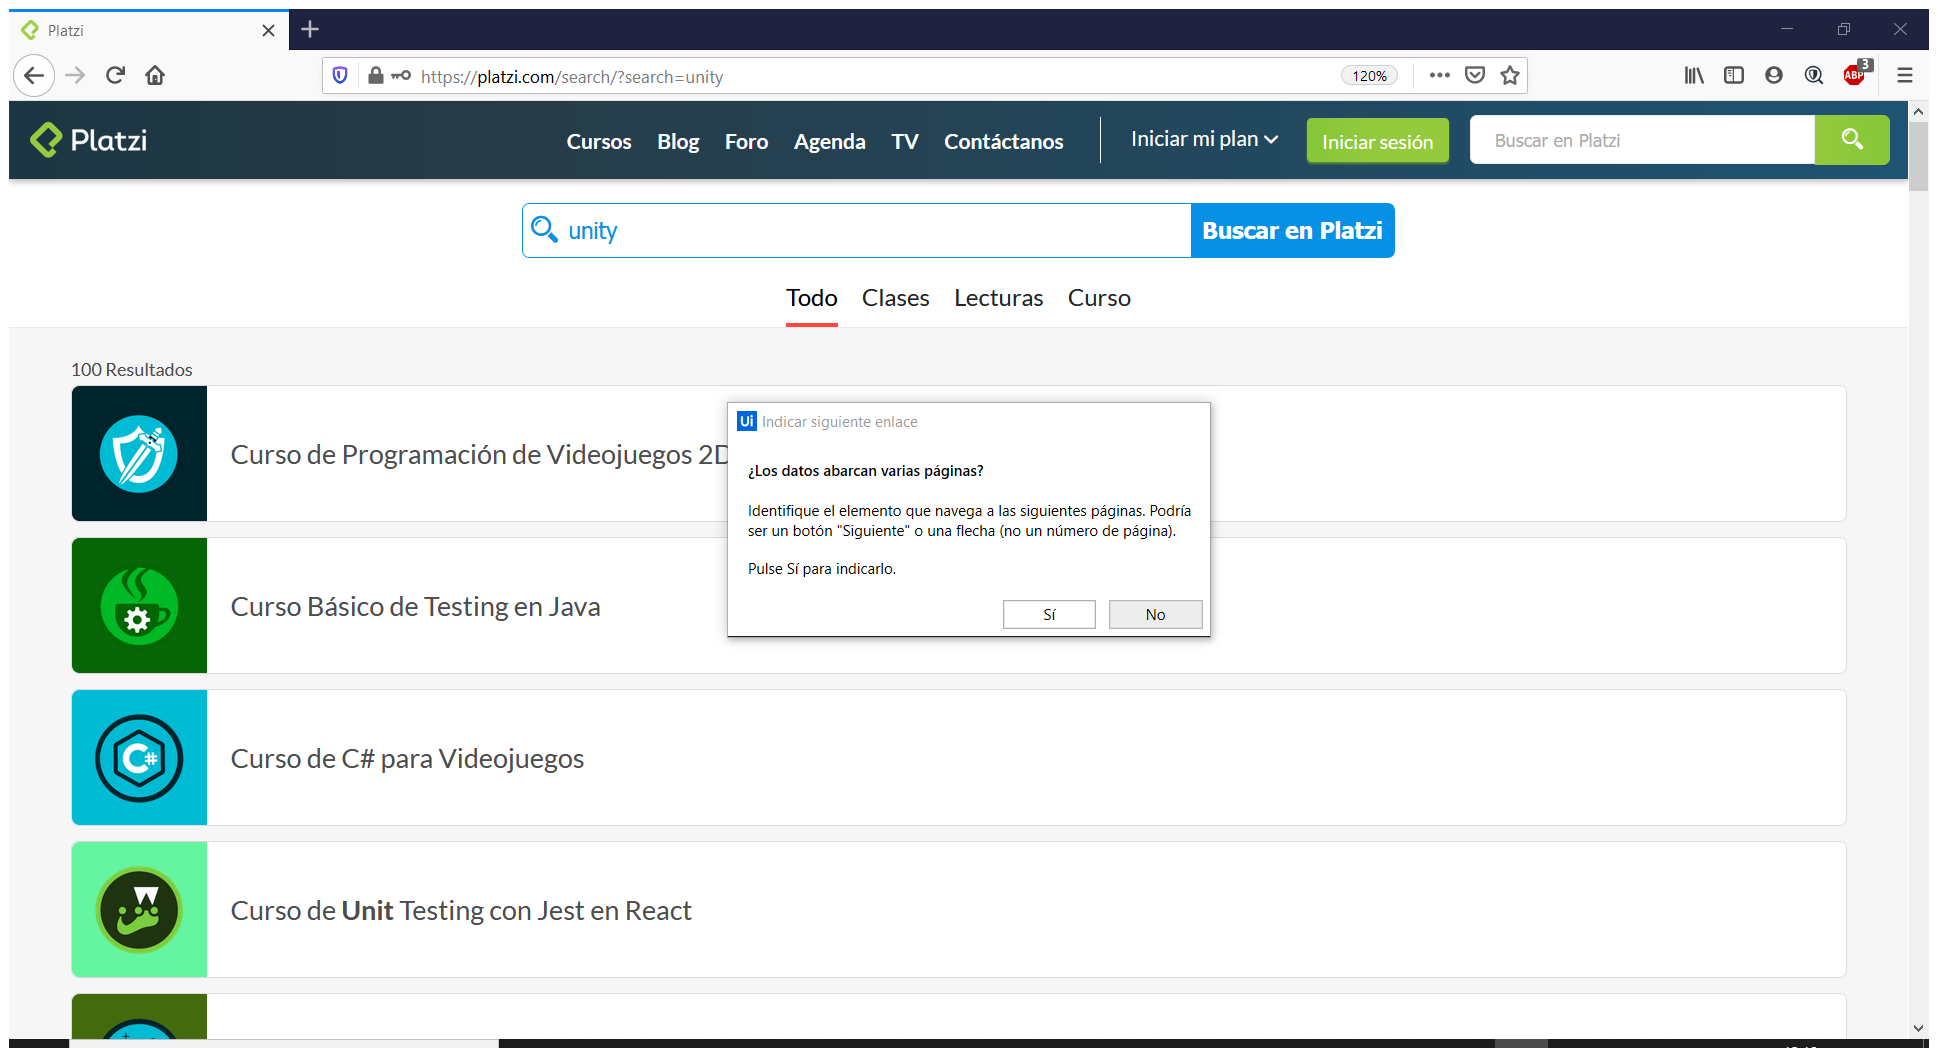 Platzi
https://platzi.com/search/?search=unity
120%
ABP
3
Platzi
Cursos Blog Foro Agenda TV Contáctanos
Iniciar mi plan
Iniciar sesión
Buscar en Platzi
unity
Buscar en Platzi
Todo Clases Lecturas Curso
100 Resultados
Curso de Programación de Videojuegos 2D
Ui Indicar siguiente enlace
¿Los datos abarcan varias páginas?
Identifique el elemento que navega a las siguientes páginas. Podría
ser un botón "Siguiente" o una flecha (no un número de página).
Pulse Sí para indicarlo.
Sí
No
Curso Básico de Testing en Java
C#
Curso de C# para Videojuegos
Curso de Unit Testing con Jest en React